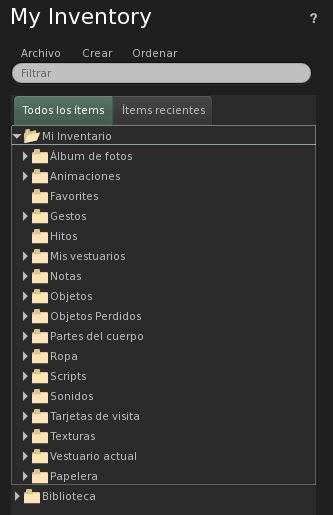 My Inventory ?
Archivo Crear Ordenar
Filtrar
Todos los ítems Ítems recientes
Mi Inventario
Álbum de fotos
Animaciones
Favorites
Gestos
Hitos
Mis vestuarios
Notas
Objetos
Objetos Perdidos
Partes del cuerpo
Ropa
Scripts
Sonidos
Tarjetas de visita
Texturas
Vestuario actual
Papelera
Biblioteca